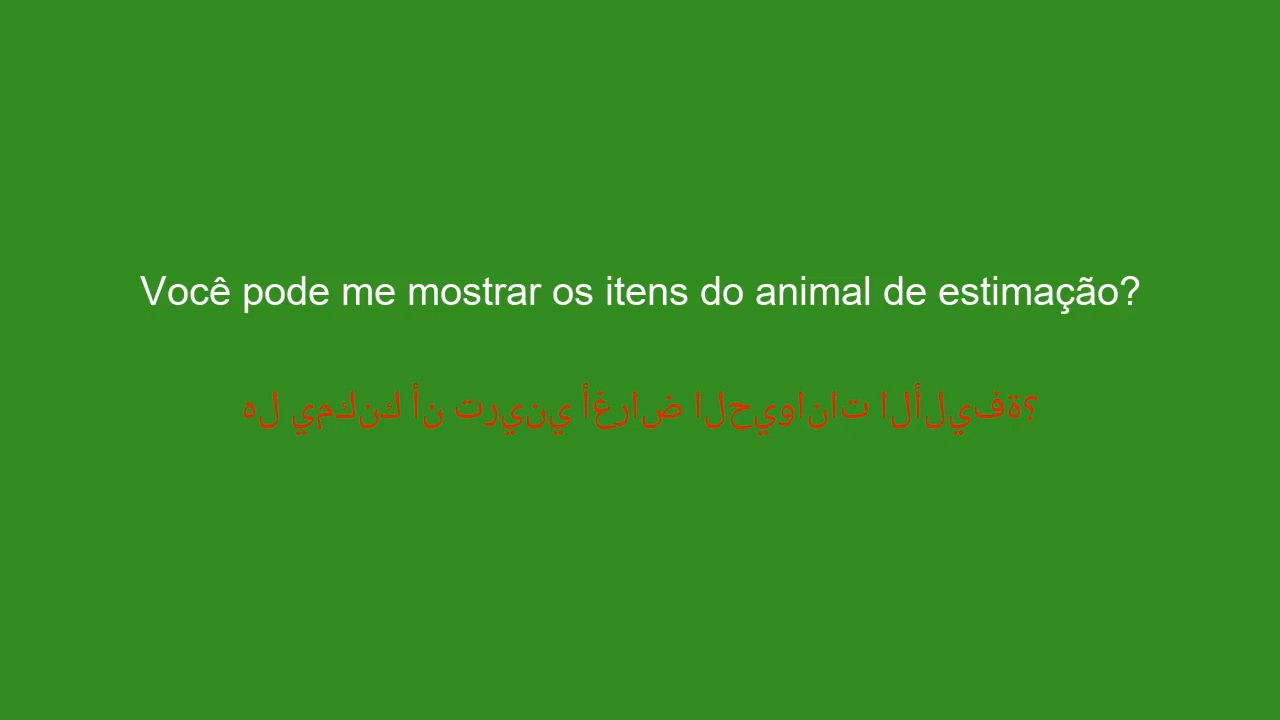 Você pode me mostrar os itens do animal de estimação?
هل يمكنك أن تريني أغراض الحيوانات الأليفة؟